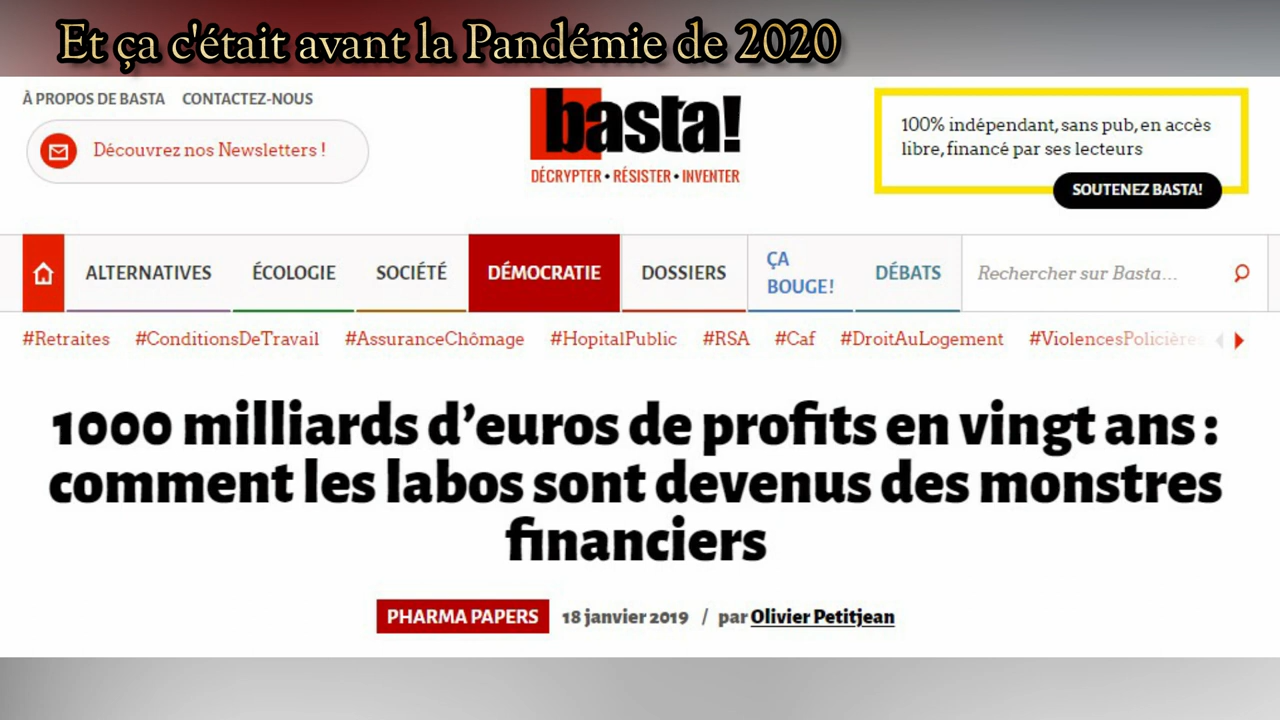 Et ça c'était avant la Pandémie de 2020
À PROPOS DE BASTA CONTACTEZ-NOUS
Découvrez nos Newsletters !
basta!
DÉCRYPTER • RÉSISTER • INVENTER
100% indépendant, sans pub, en accès
libre, financé par ses lecteurs
SOUTENEZ BASTA!
ALTERNATIVES ÉCOLOGIE SOCIÉTÉ DÉMOCRATIE DOSSIERS ÇA BOUGE! DÉBATS Rechercher sur Basta...
#Retraites #ConditionsDeTravail #AssuranceChômage #HopitalPublic #RSA #Caf #DroitAuLogement #ViolencesPolicières
1000 milliards d’euros de profits en vingt ans :
comment les labos sont devenus des monstres
financiers
PHARMA PAPERS 18 janvier 2019 / par Olivier Petitjean